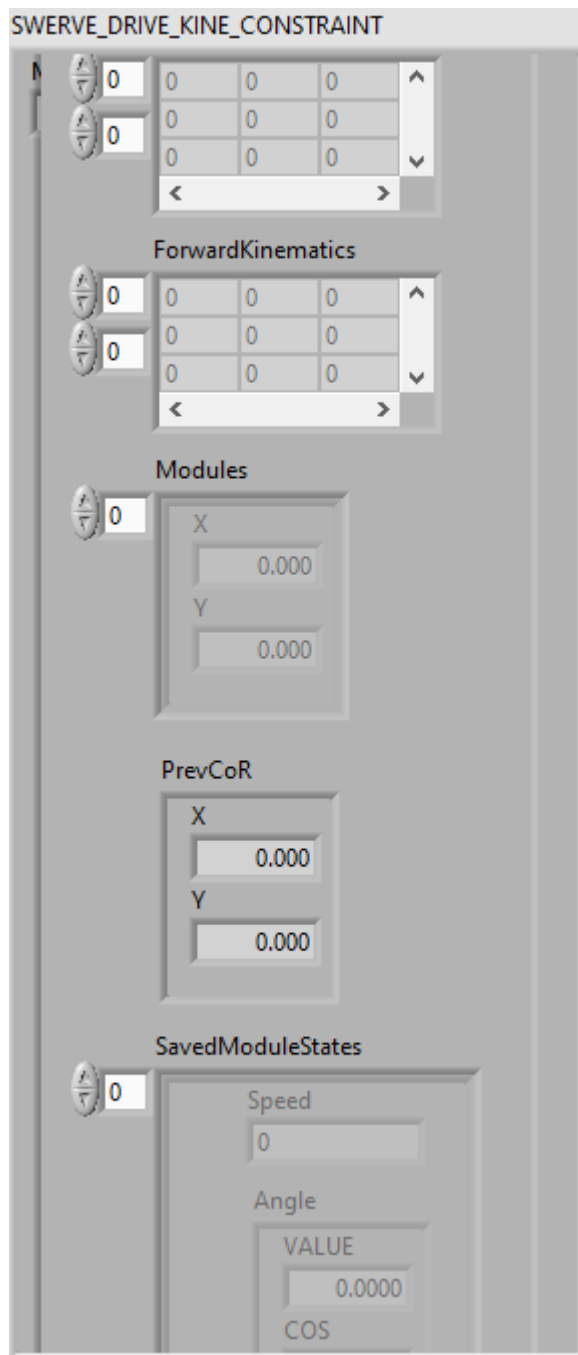 SWERVE_DRIVE_KINE_CONSTRAINT
0
0 0 0
0
0 0 0
0 0 0
ForwardKinematics
0
0 0 0
0
0 0 0
0 0 0
Modules
0
X
0.000
Y
0.000
PrevCoR
X
0.000
Y
0.000
SavedModuleStates
0
Speed
0
Angle
VALUE
0.0000
COS